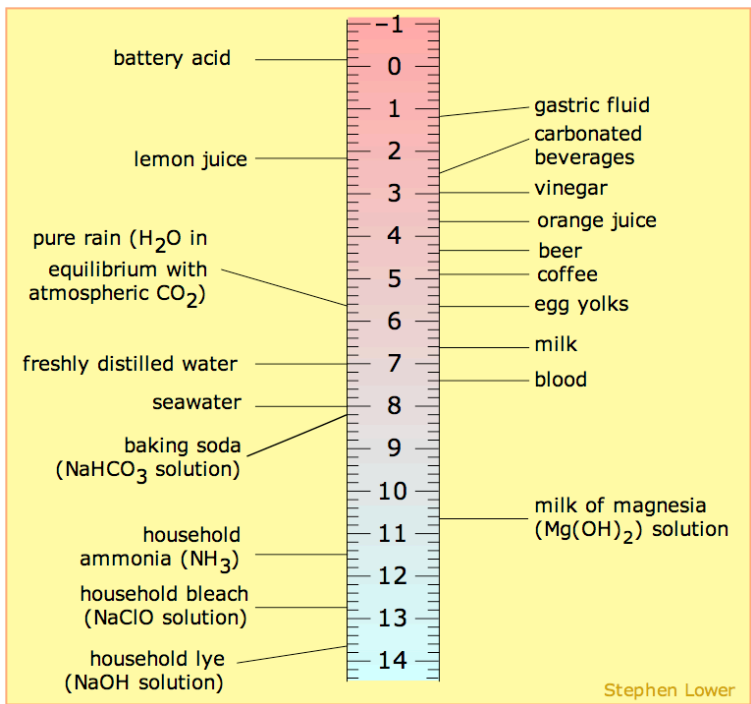 −1
0
1
2
3
4
5
6
7
8
9
10
11
12
13
14
battery acid
lemon juice
pure rain (H₂O in
equilibrium with
atmospheric CO₂)
freshly distilled water
seawater
baking soda
(NaHCO₃ solution)
household
ammonia (NH₃)
household bleach
(NaClO solution)
household lye
(NaOH solution)
gastric fluid
carbonated
beverages
vinegar
orange juice
beer
coffee
egg yolks
milk
blood
milk of magnesia
(Mg(OH)₂) solution
Stephen Lower